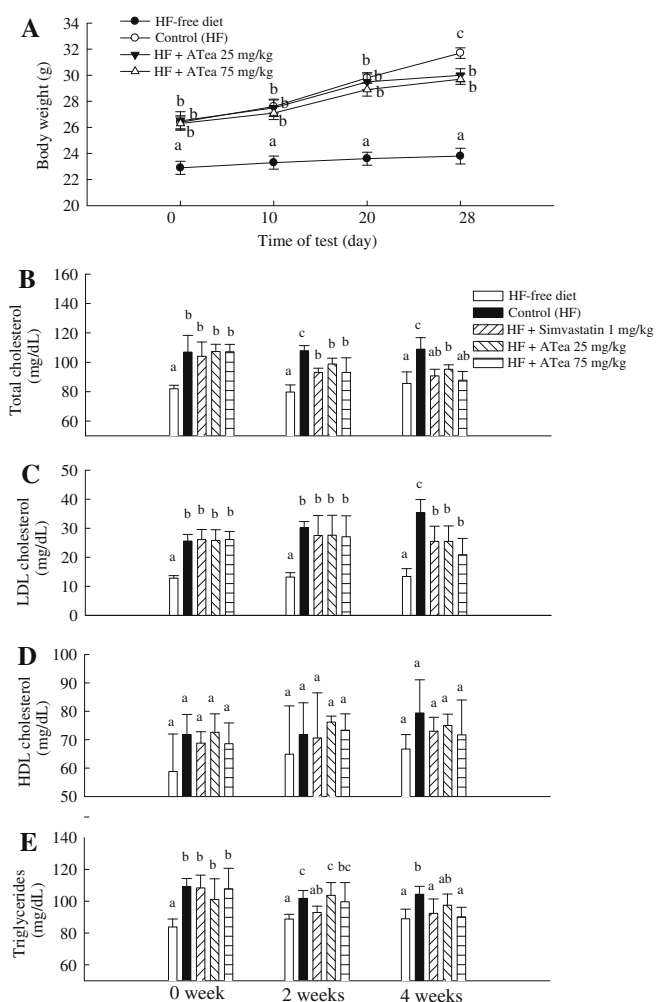 A
HF-free diet
Control (HF)
HF + ATea 25 mg/kg
HF + ATea 75 mg/kg
Body weight (g)
34
32
30
28
26
24
22
20
b b b c
b b b b
b b b b
a a a a
0 10 20 28
Time of test (day)
B
HF-free diet
Control (HF)
HF + Simvastatin 1 mg/kg
HF + ATea 25 mg/kg
HF + ATea 75 mg/kg
Total cholesterol
(mg/dL)
160
140
120
100
80
60
a b b b b
a c b b b
a c ab b ab
C
LDL cholesterol
(mg/dL)
50
40
30
20
10
0
a b b b b
a b b b b
a c b b b
D
HDL cholesterol
(mg/dL)
100
90
80
70
60
50
a a a a a
a a a a a
a a a a a
E
Triglycerides
(mg/dL)
140
120
100
80
60
a b b b b
a c ab c bc
a b a ab a
0 week 2 weeks 4 weeks